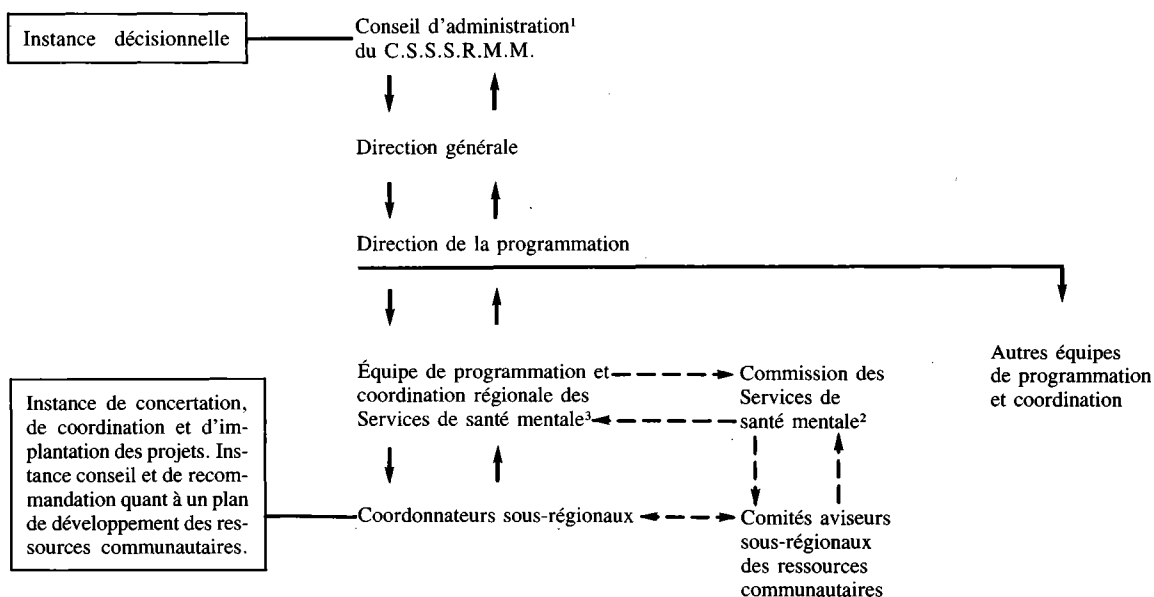 Instance décisionnelle
Conseil d'administration¹
du C.S.S.S.R.M.M.
Direction générale
Direction de la programmation
Équipe de programmation et
coordination régionale des
Services de santé mentale³
Commission des
Services de
santé mentale²
Autres équipes
de programmation
et coordination
Instance de concertation,
de coordination et d'im-
plantation des projets. Ins-
tance conseil et de recom-
mandation quant à un plan
de développement des res-
sources communautaires.
Coordonnateurs sous-régionaux
Comités aviseurs
sous-régionaux
des ressources
communautaires